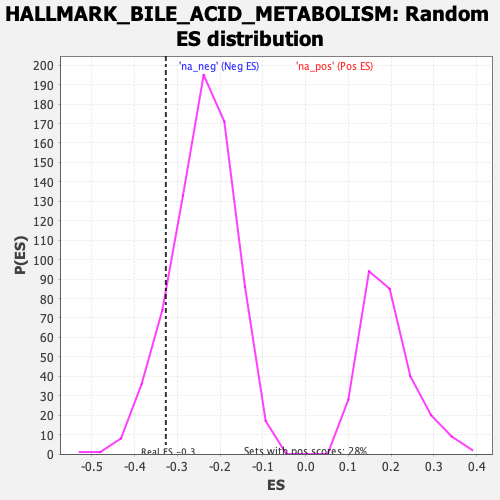 HALLMARK_BILE_ACID_METABOLISM: Random
ES distribution
'na_neg' (Neg ES)
'na_pos' (Pos ES)
200
190
180
170
160
150
140
130
120
110
100
90
80
70
60
50
40
30
20
10
0
P(ES)
Real ES -0.3
Sets with pos scores: 28%
-0.5 -0.4 -0.3 -0.2 -0.1 0.0 0.1 0.2 0.3 0.4
ES